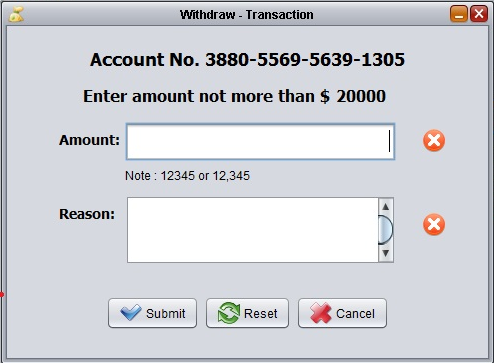 Withdraw - Transaction
Account No. 3880-5569-5639-1305
Enter amount not more than $ 20000
Amount:
Note : 12345 or 12,345
Reason:
Submit Reset Cancel